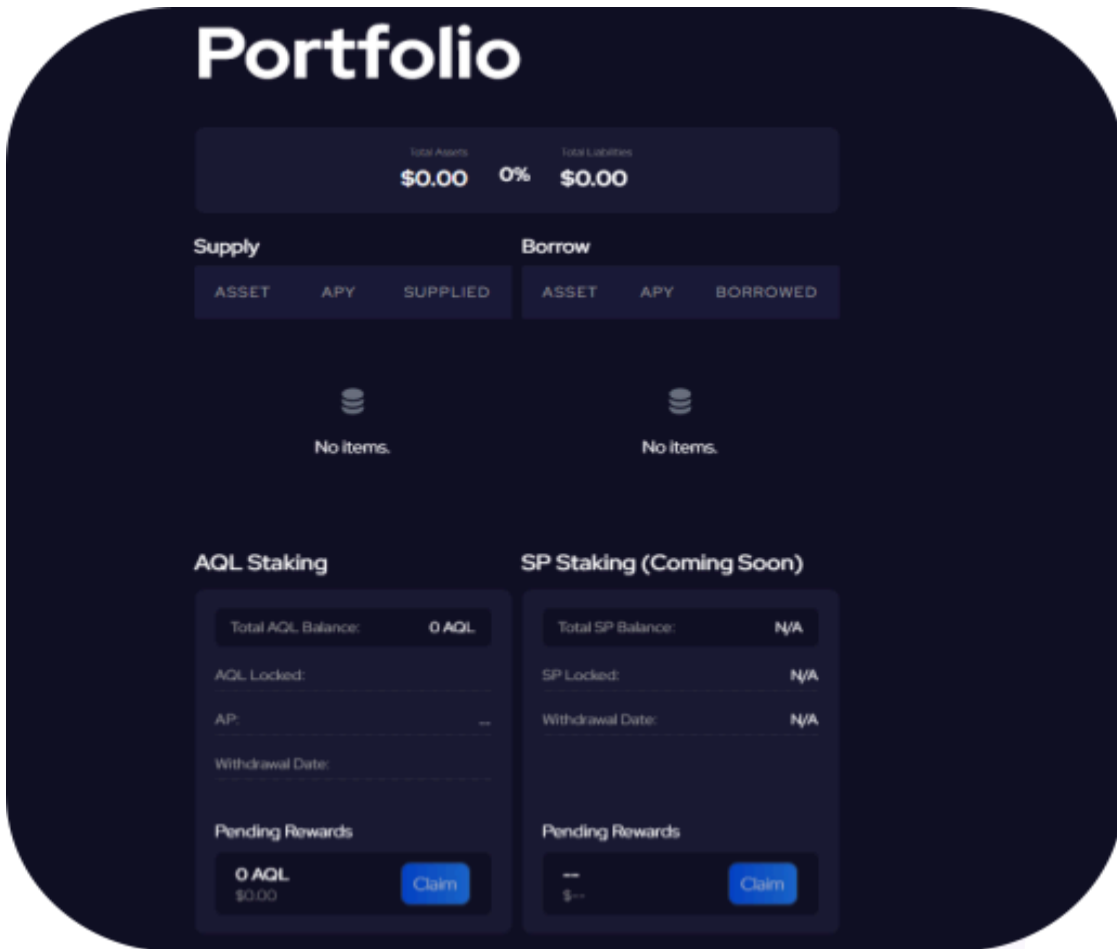 Portfolio
Total Assets Total Liabilities
$0.00 0% $0.00
Supply Borrow
ASSET APY SUPPLIED ASSET APY BORROWED
No items. No items.
AQL Staking SP Staking (Coming Soon)
Total AQL Balance: 0 AQL Total SP Balance: N/A
AQL Locked: SP Locked: N/A
AP: -- Withdrawal Date: N/A
Withdrawal Date:
Pending Rewards Pending Rewards
0 AQL Claim -- Claim
$0.00 $--